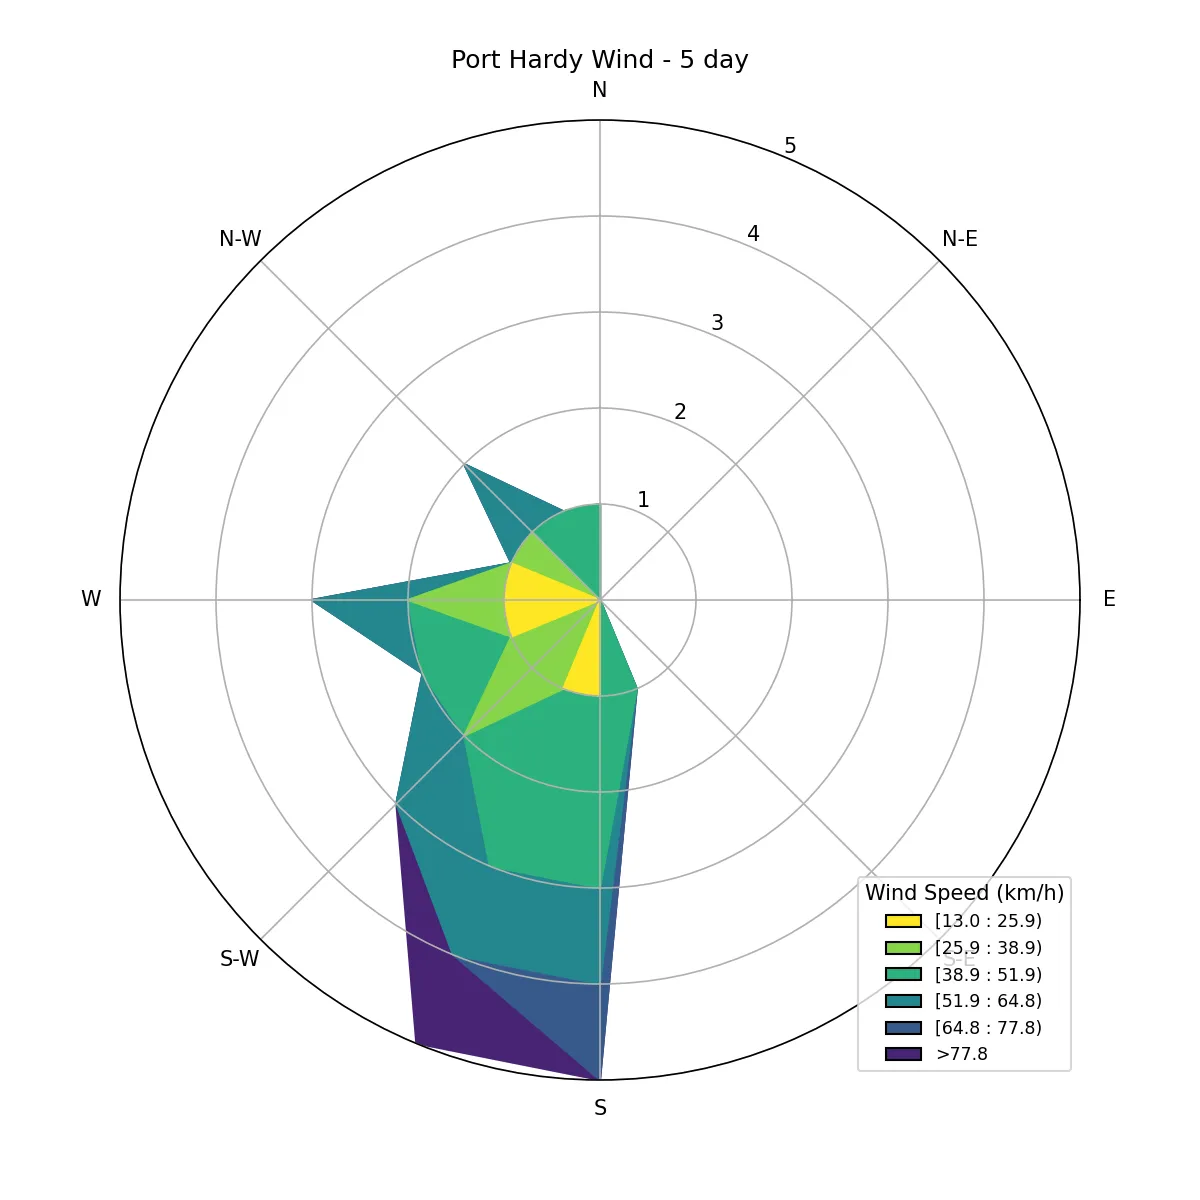 Port Hardy Wind - 5 day
N
5
N-W
4
N-E
3
2
1
W
E
Wind Speed (km/h)
[13.0 : 25.9)
[25.9 : 38.9)
S-W
S-E
[38.9 : 51.9)
[51.9 : 64.8)
[64.8 : 77.8)
>77.8
S